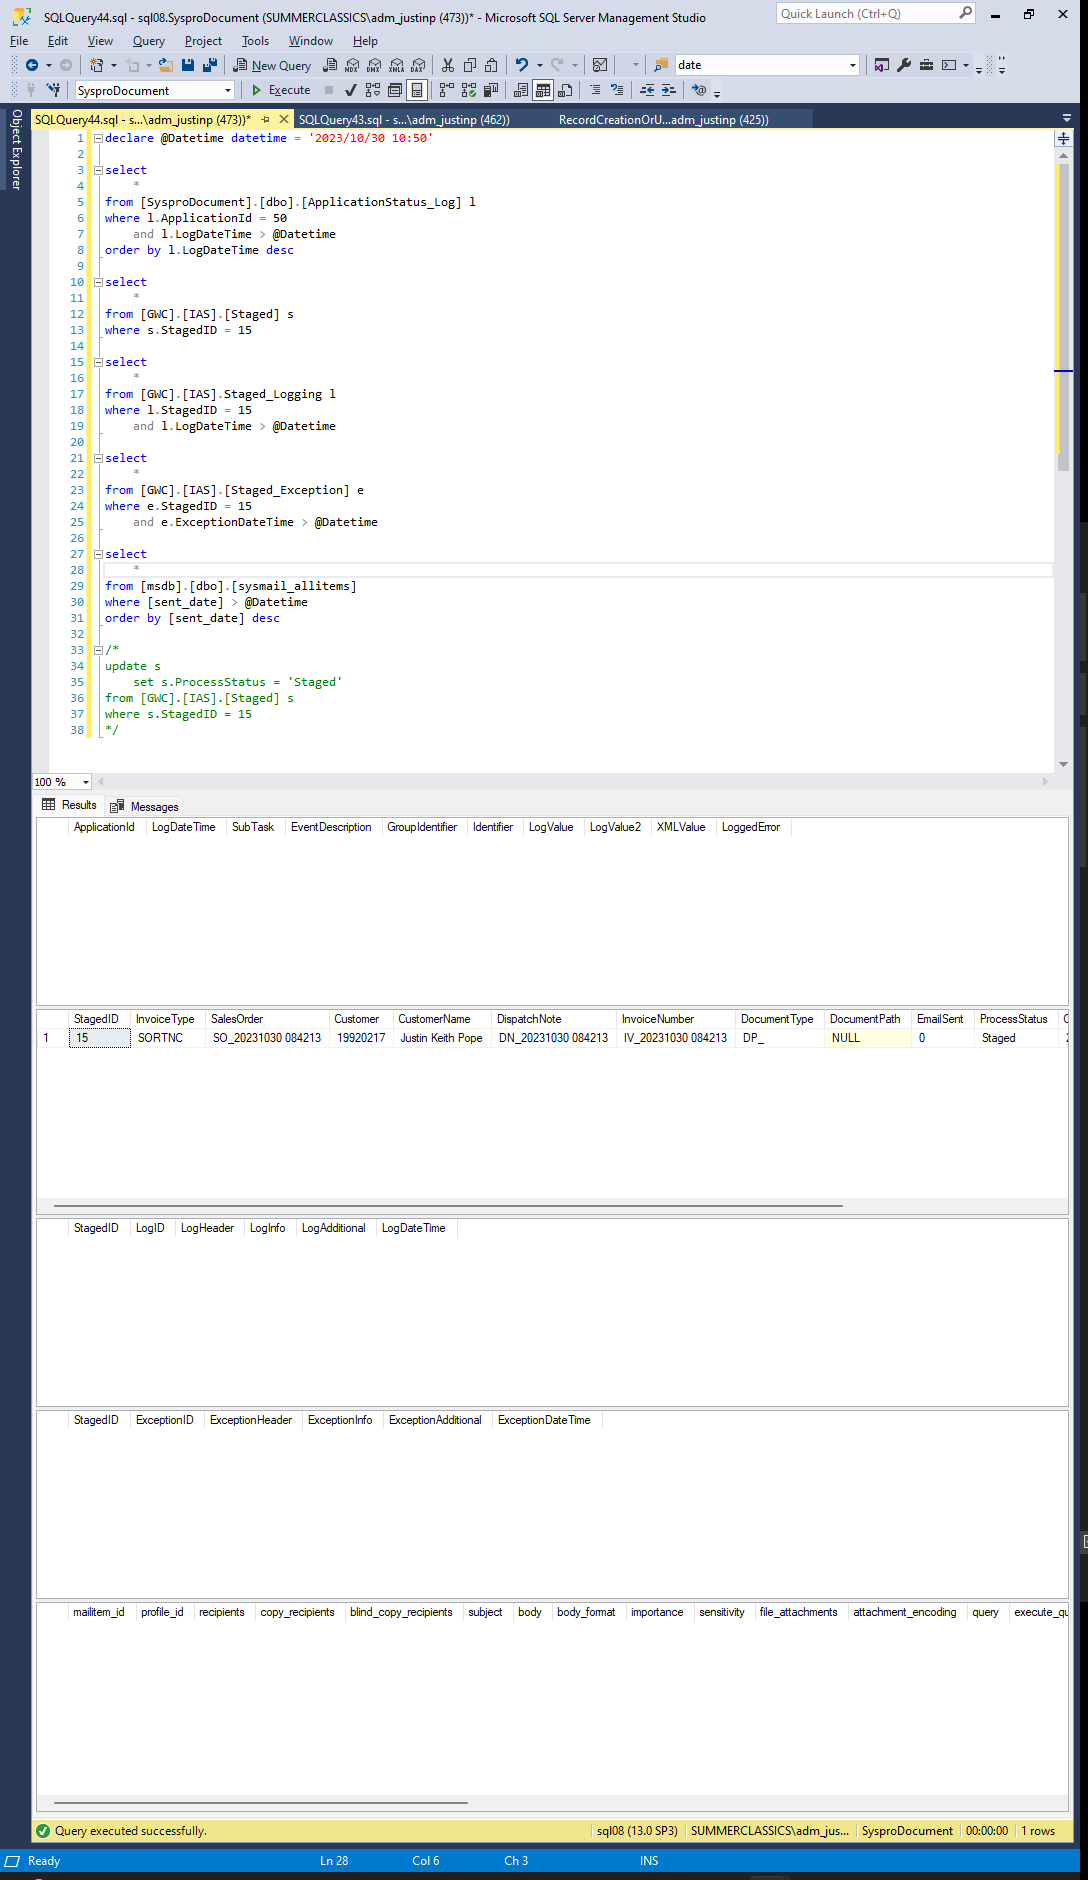 SQLQuery44.sql - sql08.SysproDocument (SUMMERCLASSICS\adm_justinp (473))* - Microsoft SQL Server Management Studio
Quick Launch (Ctrl+Q)
File Edit View Query Project Tools Window Help
New Query MDX DMX XMLA DAX date
SysproDocument Execute
Object Explorer
SQLQuery44.sql - s...\adm_justinp (473))* SQLQuery43.sql - s...\adm_justinp (462)) RecordCreationOrU...adm_justinp (425))
1 declare @Datetime datetime = '2023/10/30 10:50'
2
3 select
4 *
5 from [SysproDocument].[dbo].[ApplicationStatus_Log] l
6 where l.ApplicationId = 50
7 and l.LogDateTime > @Datetime
8 order by l.LogDateTime desc
9
10 select
11 *
12 from [GWC].[IAS].[Staged] s
13 where s.StagedID = 15
14
15 select
16 *
17 from [GWC].[IAS].Staged_Logging l
18 where l.StagedID = 15
19 and l.LogDateTime > @Datetime
20
21 select
22 *
23 from [GWC].[IAS].[Staged_Exception] e
24 where e.StagedID = 15
25 and e.ExceptionDateTime > @Datetime
26
27 select
28 *
29 from [msdb].[dbo].[sysmail_allitems]
30 where [sent_date] > @Datetime
31 order by [sent_date] desc
32
33 /*
34 update s
35 set s.ProcessStatus = 'Staged'
36 from [GWC].[IAS].[Staged] s
37 where s.StagedID = 15
38 */
100 %
Results Messages
ApplicationId LogDateTime SubTask EventDescription GroupIdentifier Identifier LogValue LogValue2 XMLValue LoggedError
StagedID InvoiceType SalesOrder Customer CustomerName DispatchNote InvoiceNumber DocumentType DocumentPath EmailSent ProcessStatus
1 15 SORTNC SO_20231030 084213 19920217 Justin Keith Pope DN_20231030 084213 IV_20231030 084213 DP_ NULL 0 Staged
StagedID LogID LogHeader LogInfo LogAdditional LogDateTime
StagedID ExceptionID ExceptionHeader ExceptionInfo ExceptionAdditional ExceptionDateTime
mailitem_id profile_id recipients copy_recipients blind_copy_recipients subject body body_format importance sensitivity file_attachments attachment_encoding query execute_qu
Query executed successfully. sql08 (13.0 SP3) SUMMERCLASSICS\adm_jus... SysproDocument 00:00:00 1 rows
Ready Ln 28 Col 6 Ch 3 INS